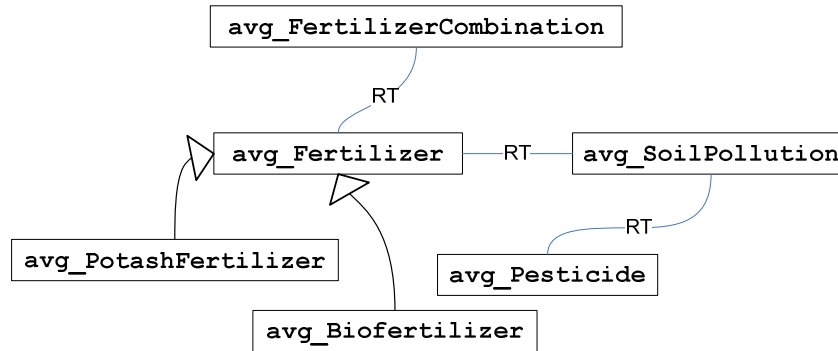 avg_FertilizerCombination
RT
avg_Fertilizer
RT
avg_SoilPollution
RT
avg_PotashFertilizer
avg_Pesticide
avg_Biofertilizer